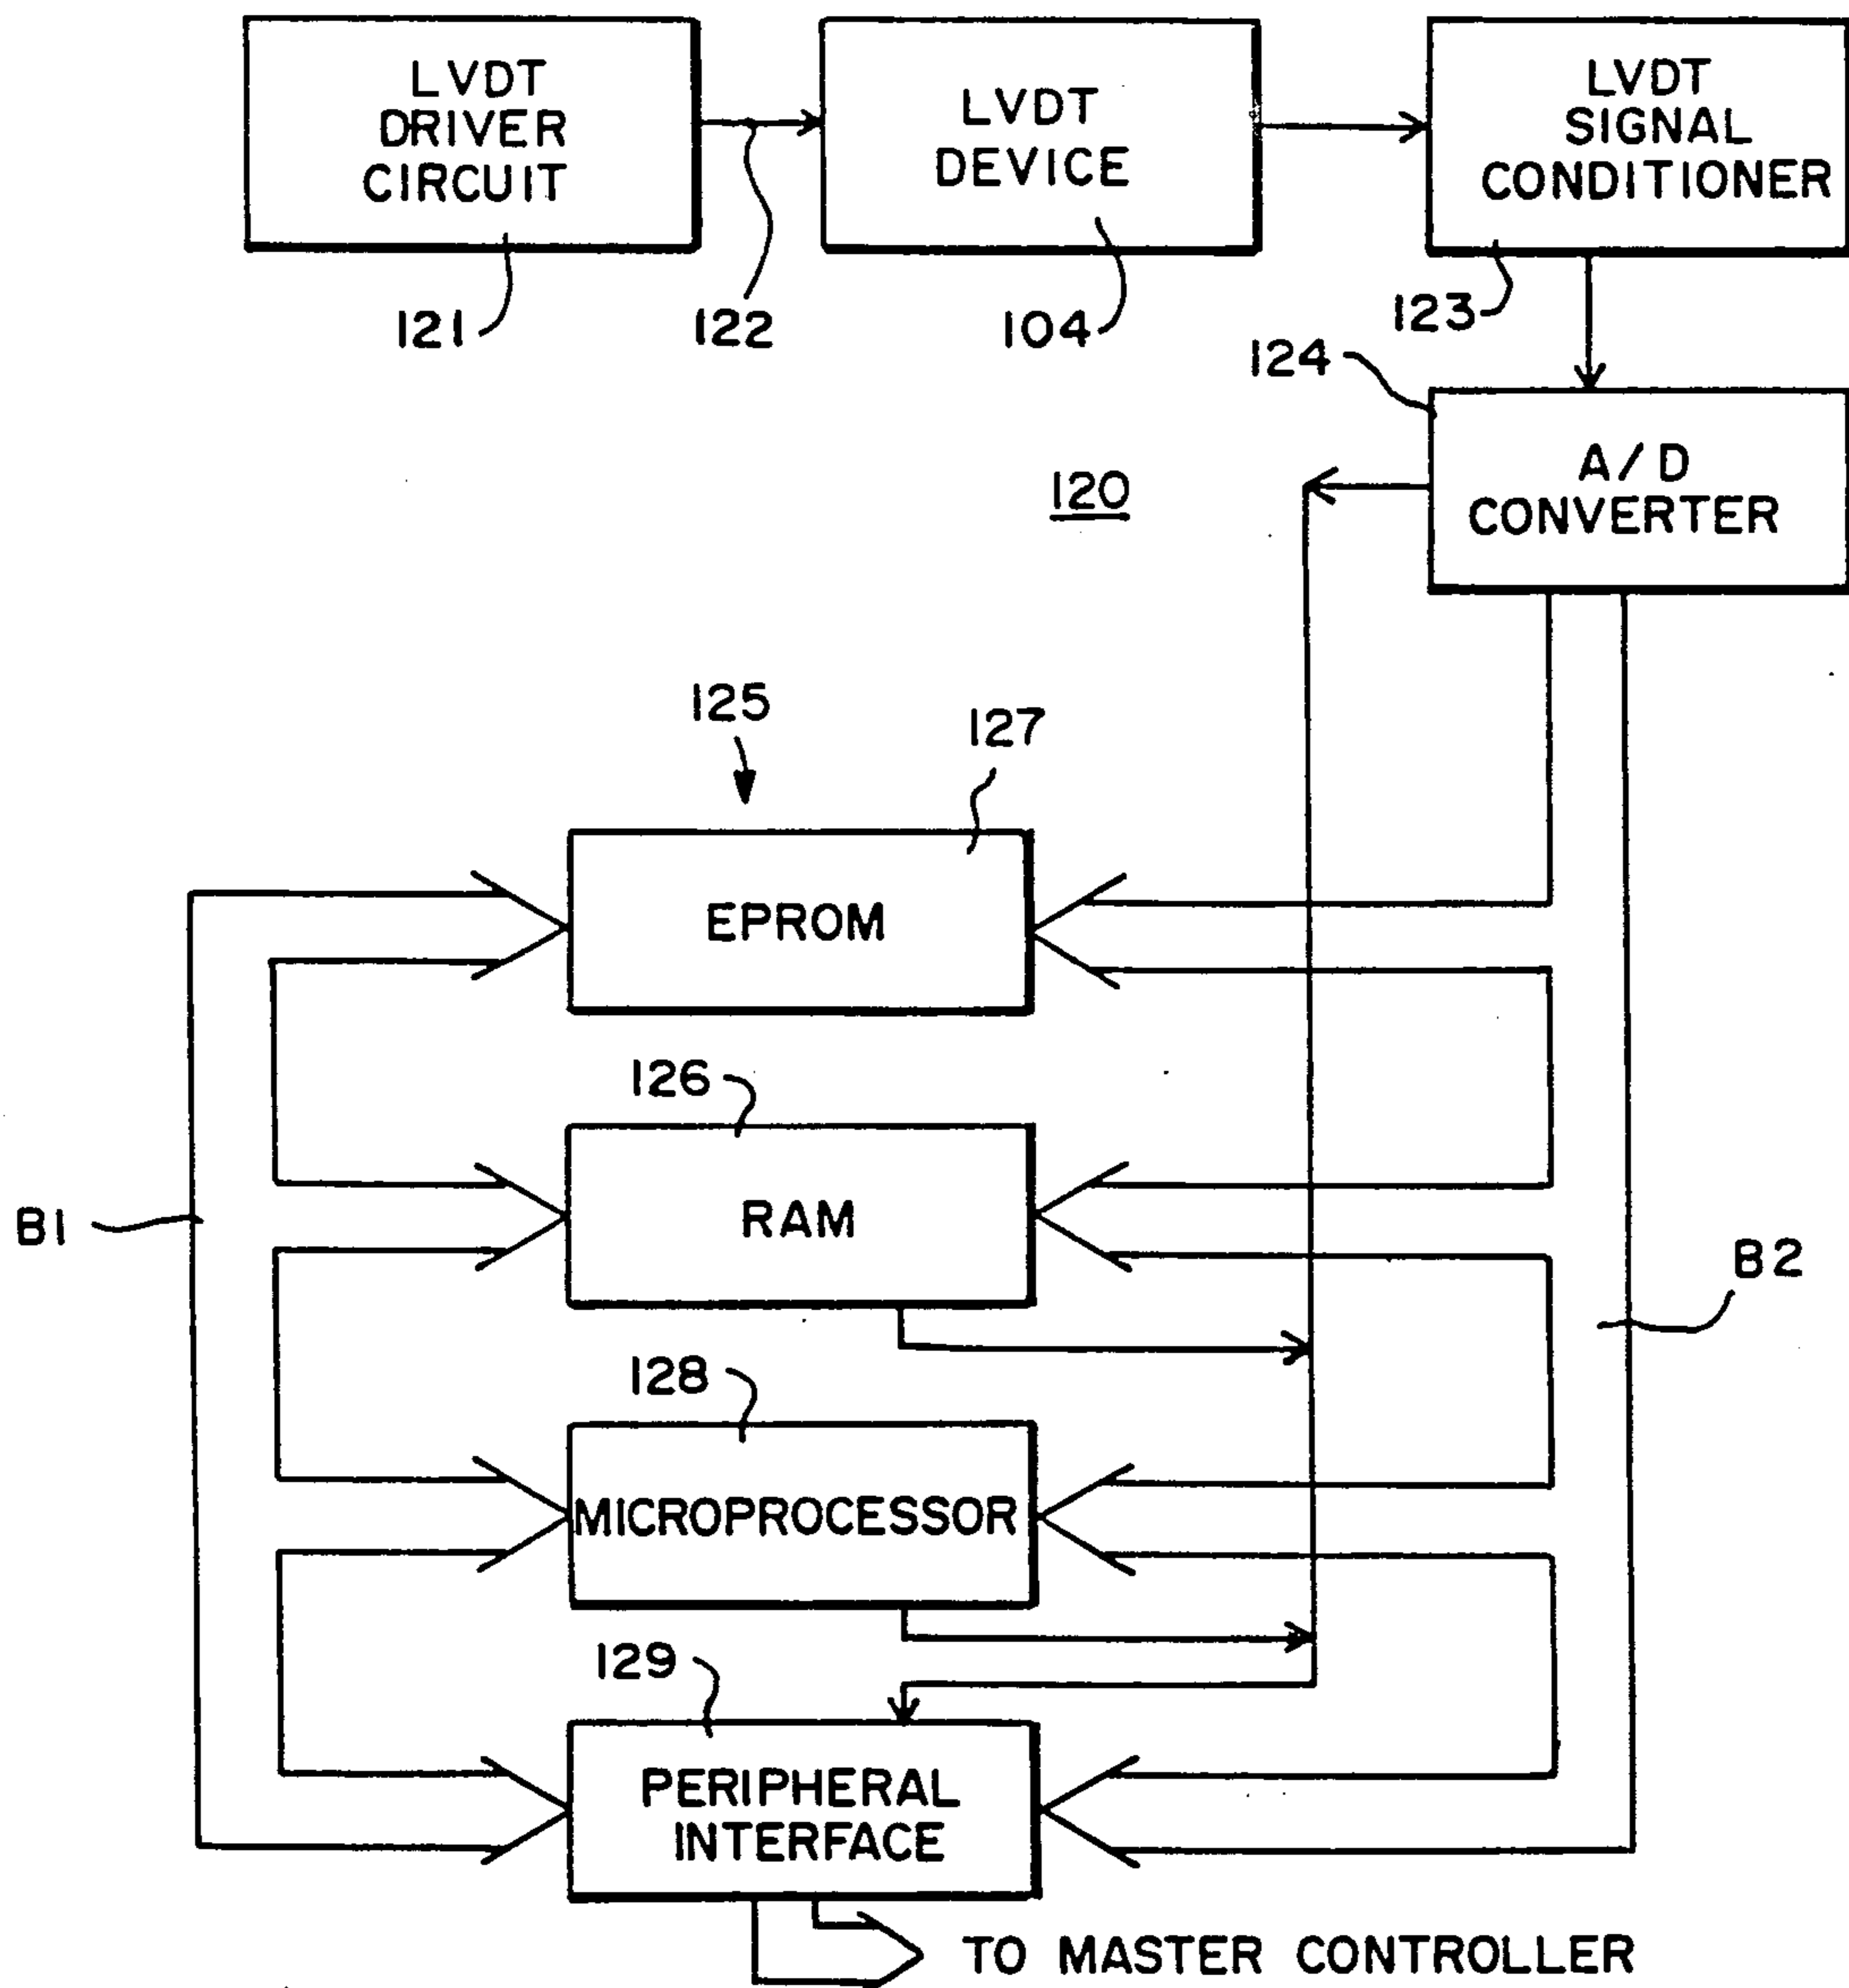 LVDT
DRIVER
CIRCUIT
LVDT
DEVICE
LVDT
SIGNAL
CONDITIONER
121
122
104
123
124
A/D
CONVERTER
120
125
127
EPROM
126
RAM
B1
B2
128
MICROPROCESSOR
129
PERIPHERAL
INTERFACE
TO MASTER CONTROLLER